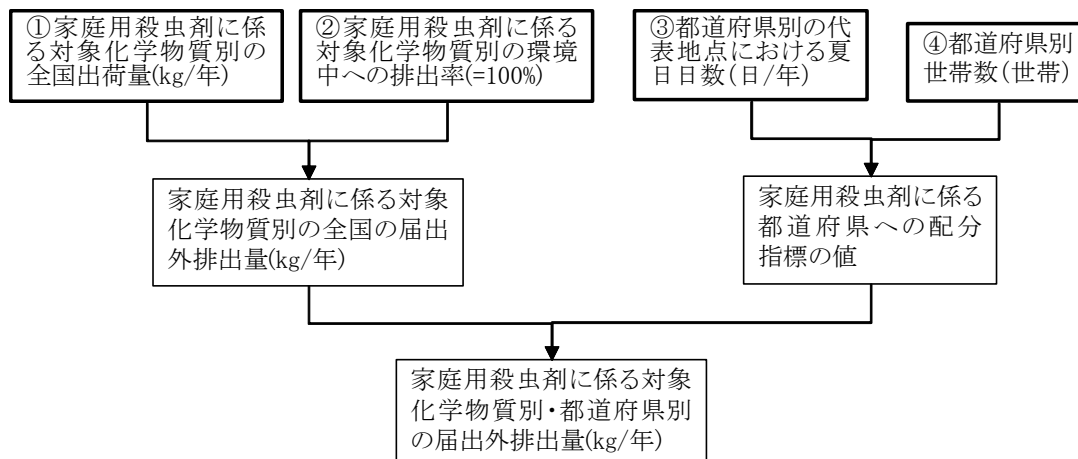 ①家庭用殺虫剤に係
る対象化学物質別の
全国出荷量(kg/年)
②家庭用殺虫剤に係る
対象化学物質別の環境
中への排出率(=100%)
③都道府県別の代
表地点における夏
日日数(日/年)
④都道府県別
世帯数(世帯)
家庭用殺虫剤に係る対象
化学物質別の全国の届出
外排出量(kg/年)
家庭用殺虫剤に係る
都道府県への配分
指標の値
家庭用殺虫剤に係る対象
化学物質別・都道府県別
の届出外排出量(kg/年)